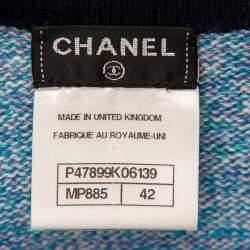 CHANEL
MADE IN UNITED KINGDOM
FABRIQUE AU ROYAUME-UNI
P47899K06139
MP885 42